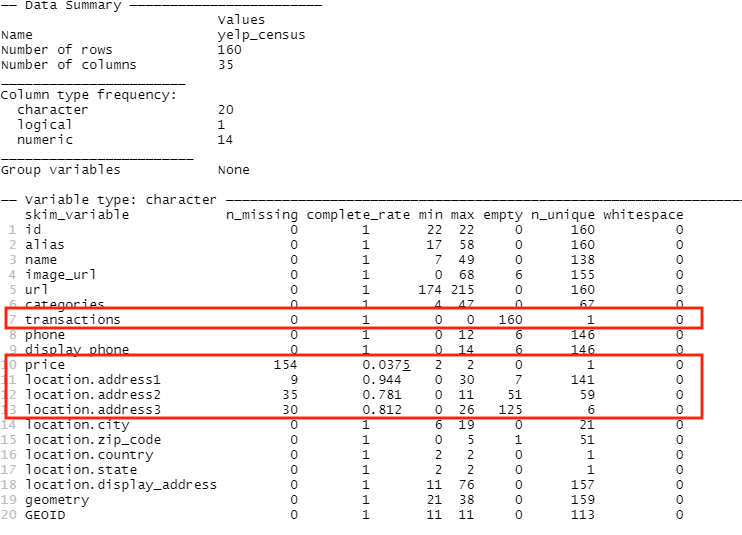 ── Data Summary ────────────────────────
Values
Name yelp_census
Number of rows 160
Number of columns 35
_______________________
Column type frequency:
character 20
logical 1
numeric 14
________________________
Group variables None
── Variable type: character ────────────────────────────────────────────────────────────────
skim_variable n_missing complete_rate min max empty n_unique whitespace
1 id 0 1 22 22 0 160 0
2 alias 0 1 17 58 0 160 0
3 name 0 1 7 49 0 138 0
4 image_url 0 1 0 68 6 155 0
5 url 0 1 174 215 0 160 0
6 categories 0 1 4 47 0 67 0
7 transactions 0 1 0 0 160 1 0
8 phone 0 1 0 12 6 146 0
9 display_phone 0 1 0 14 6 146 0
10 price 154 0.0375 2 2 0 1 0
11 location.address1 9 0.944 0 30 7 141 0
12 location.address2 35 0.781 0 11 51 59 0
13 location.address3 30 0.812 0 26 125 6 0
14 location.city 0 1 6 19 0 21 0
15 location.zip_code 0 1 0 5 1 51 0
16 location.country 0 1 2 2 0 1 0
17 location.state 0 1 2 2 0 1 0
18 location.display_address 0 1 11 76 0 157 0
19 geometry 0 1 21 38 0 159 0
20 GEOID 0 1 11 11 0 113 0